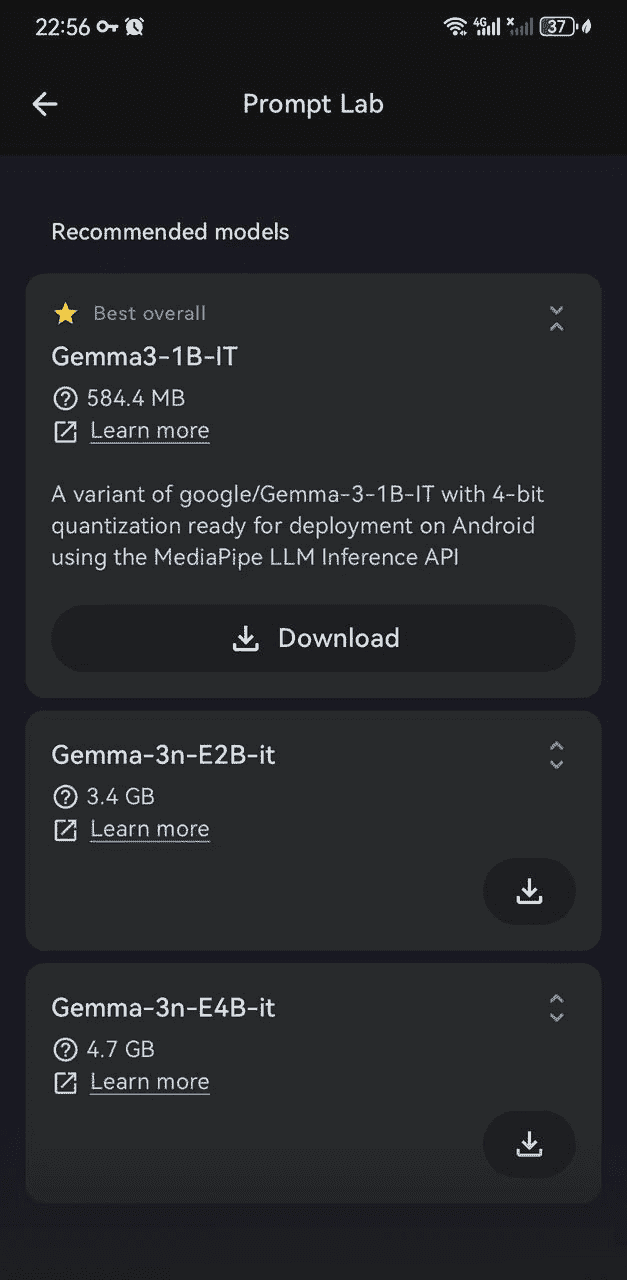 22:56
4G
37
Prompt Lab
Recommended models
Best overall
Gemma3-1B-IT
584.4 MB
Learn more
A variant of google/Gemma-3-1B-IT with 4-bit
quantization ready for deployment on Android
using the MediaPipe LLM Inference API
Download
Gemma-3n-E2B-it
3.4 GB
Learn more
Gemma-3n-E4B-it
4.7 GB
Learn more